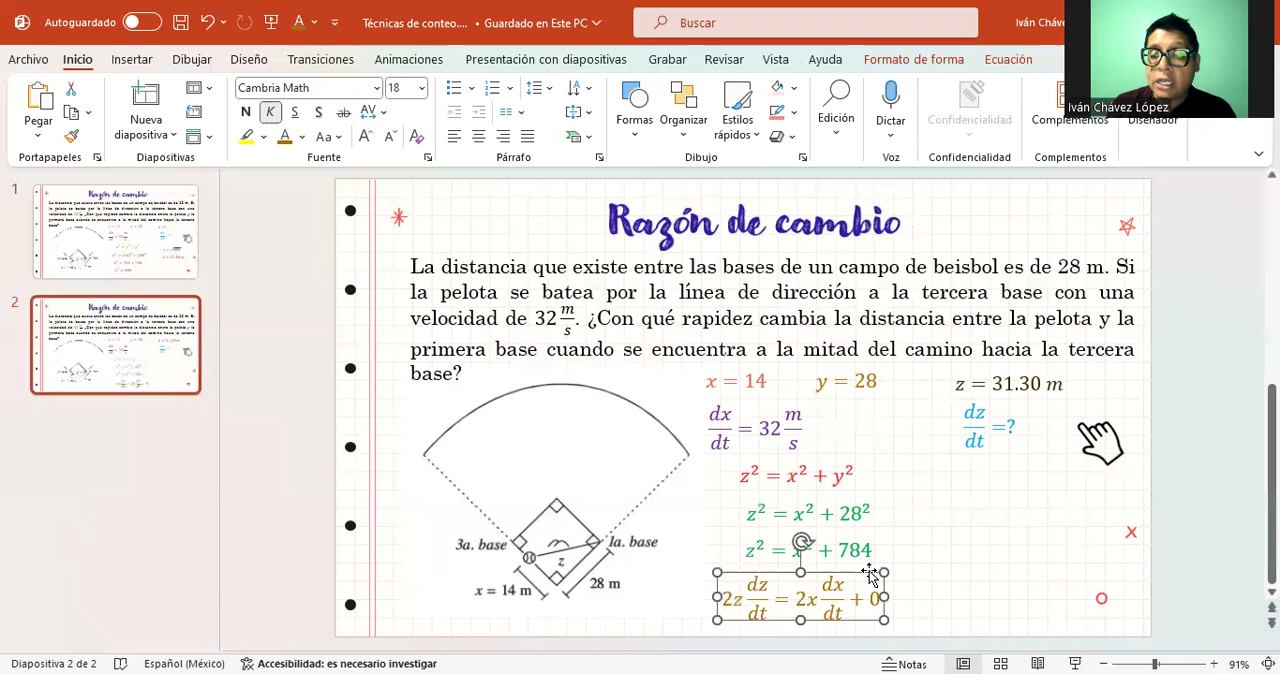 Autoguardado
Técnicas de conteo.... • Guardado en Este PC
Buscar
Iván Cháve
Archivo Inicio Insertar Dibujar Diseño Transiciones Animaciones Presentación con diapositivas Grabar Revisar Vista Ayuda Formato de forma Ecuación
Pegar
Nueva diapositiva
Cambria Math 18
N K S S ab AV
Aa
Formas Organizar Estilos rápidos
Edición
Dictar
Confidencialidad
Complementos
Diseñador
Iván Chávez López
Portapapeles Diapositivas Fuente Párrafo Dibujo Voz Confidencialidad Complementos
1
2
Razón de cambio
La distancia que existe entre las bases de un campo de beisbol es de 28 m. Si
la pelota se batea por la línea de dirección a la tercera base con una
velocidad de 32 m/s. ¿Con qué rapidez cambia la distancia entre la pelota y la
primera base cuando se encuentra a la mitad del camino hacia la tercera
base?
x = 14 y = 28 z = 31.30 m
dx/dt = 32 m/s dz/dt =?
z² = x² + y²
z² = x² + 28²
z² = x² + 784
2z dz/dt = 2x dx/dt + 0
3a. base 1a. base
z
x = 14 m 28 m
Diapositiva 2 de 2 Español (México) Accesibilidad: es necesario investigar Notas 91%